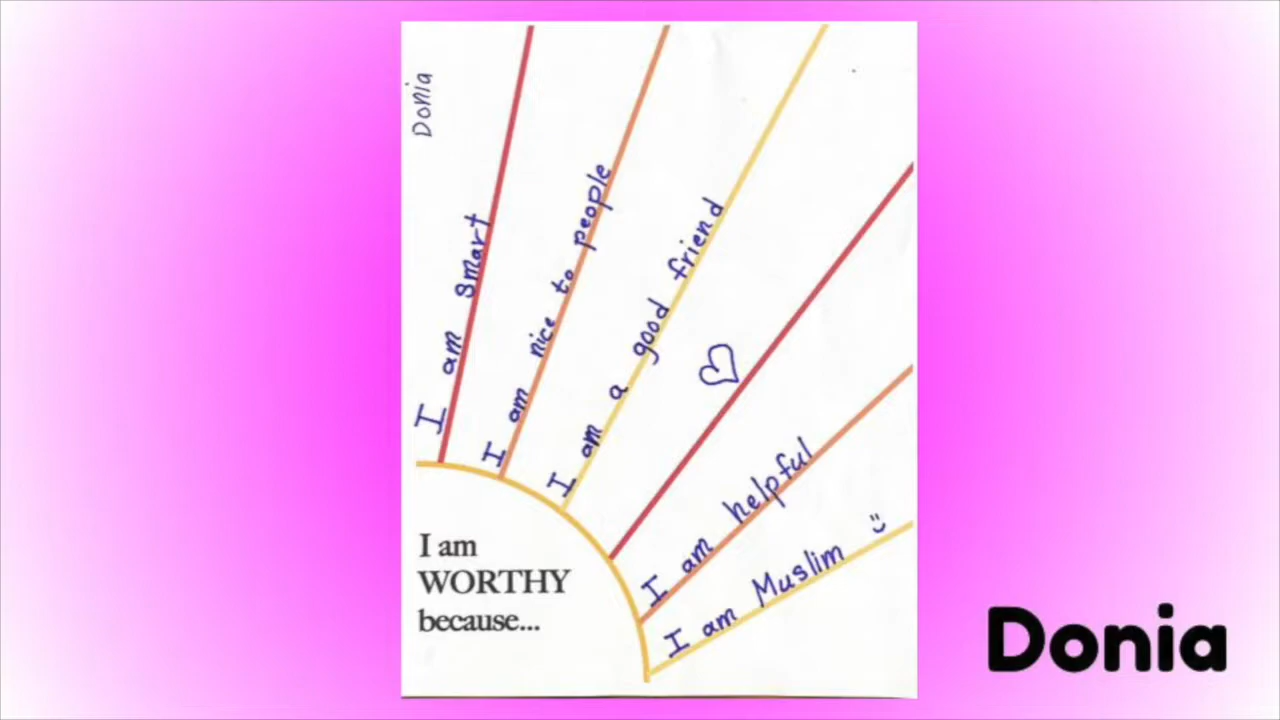 Donia
I am smart
I am nice to people
I am a good friend
I am helpful
I am Muslim
I am
WORTHY
because...
Donia